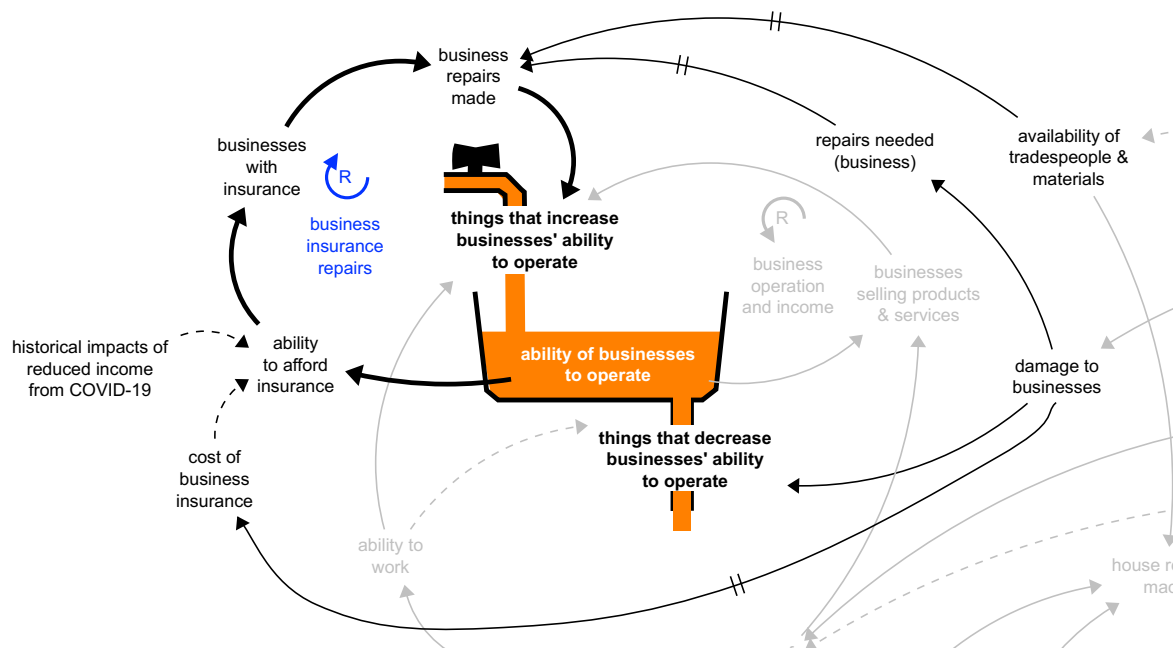 business
repairs
made
businesses
with
insurance
R
business
insurance
repairs
repairs needed
(business)
availability of
tradespeople &
materials
things that increase
businesses' ability
to operate
R
business
operation
and income
businesses
selling products
& services
historical impacts of
reduced income
from COVID-19
ability
to afford
insurance
ability of businesses
to operate
damage to
businesses
things that decrease
businesses' ability
to operate
cost of
business
insurance
ability to
work
house